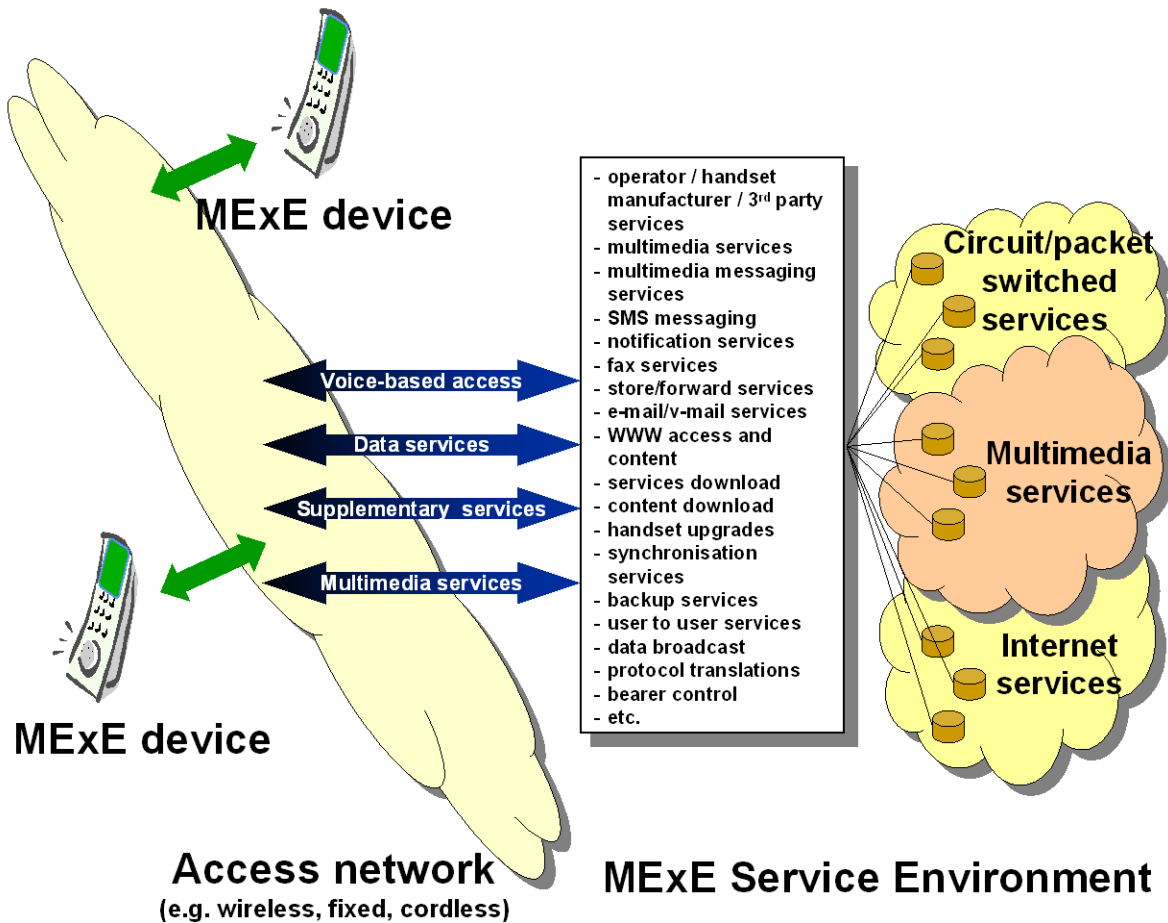 MExE device
- operator / handset
manufacturer / 3rd party
services
- multimedia services
- multimedia messaging
services
- SMS messaging
- notification services
- fax services
- store/forward services
- e-mail/v-mail services
- WWW access and
content
- services download
- content download
- handset upgrades
- synchronisation
services
- backup services
- user to user services
- data broadcast
- protocol translations
- bearer control
- etc.
Circuit/packet
switched
services
Voice-based access
Data services
Supplementary services
Multimedia services
Multimedia
services
Internet
services
MExE device
Access network
(e.g. wireless, fixed, cordless)
MExE Service Environment